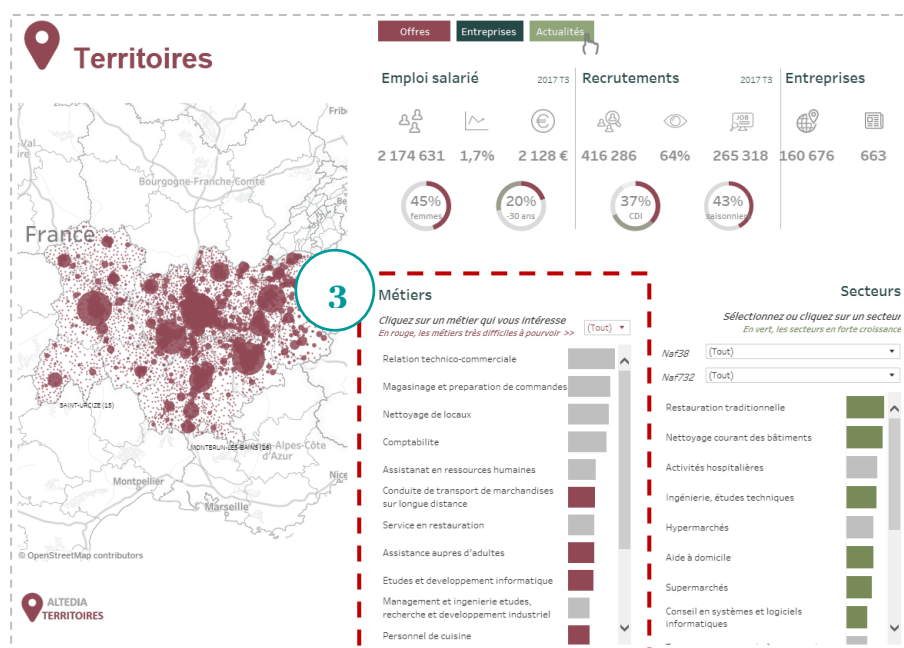 Territoires
Offres
Entreprises
Actualités
Emploi salarié
2017 T3
Recrutements
2017 T3
Entreprises
JOB
2 174 631
1,7%
2 128 €
416 286
64%
265 318
160 676
663
45%
femmes
20%
-30 ans
37%
CDI
43%
saisonniers
Bourgogne-Franche-Comté
France
SAINT-URCIZE (15)
MONTBRUN-LES-BAINS (26)
-Alpes-Côte
d'Azur
Montpellier
Marseille
Nice
© OpenStreetMap contributors
ALTEDIA
TERRITOIRES
3
Métiers
Cliquez sur un métier qui vous intéresse
En rouge, les métiers très difficiles à pourvoir >>
(Tout)
Relation technico-commerciale
Magasinage et preparation de commandes
Nettoyage de locaux
Comptabilite
Assistanat en ressources humaines
Conduite de transport de marchandises
sur longue distance
Service en restauration
Assistance aupres d'adultes
Etudes et developpement informatique
Management et ingenierie etudes,
recherche et developpement industriel
Personnel de cuisine
Secteurs
Sélectionnez ou cliquez sur un secteur
En vert, les secteurs en forte croissance
Naf38
(Tout)
Naf732
(Tout)
Restauration traditionnelle
Nettoyage courant des bâtiments
Activités hospitalières
Ingénierie, études techniques
Hypermarchés
Aide à domicile
Supermarchés
Conseil en systèmes et logiciels
informatiques